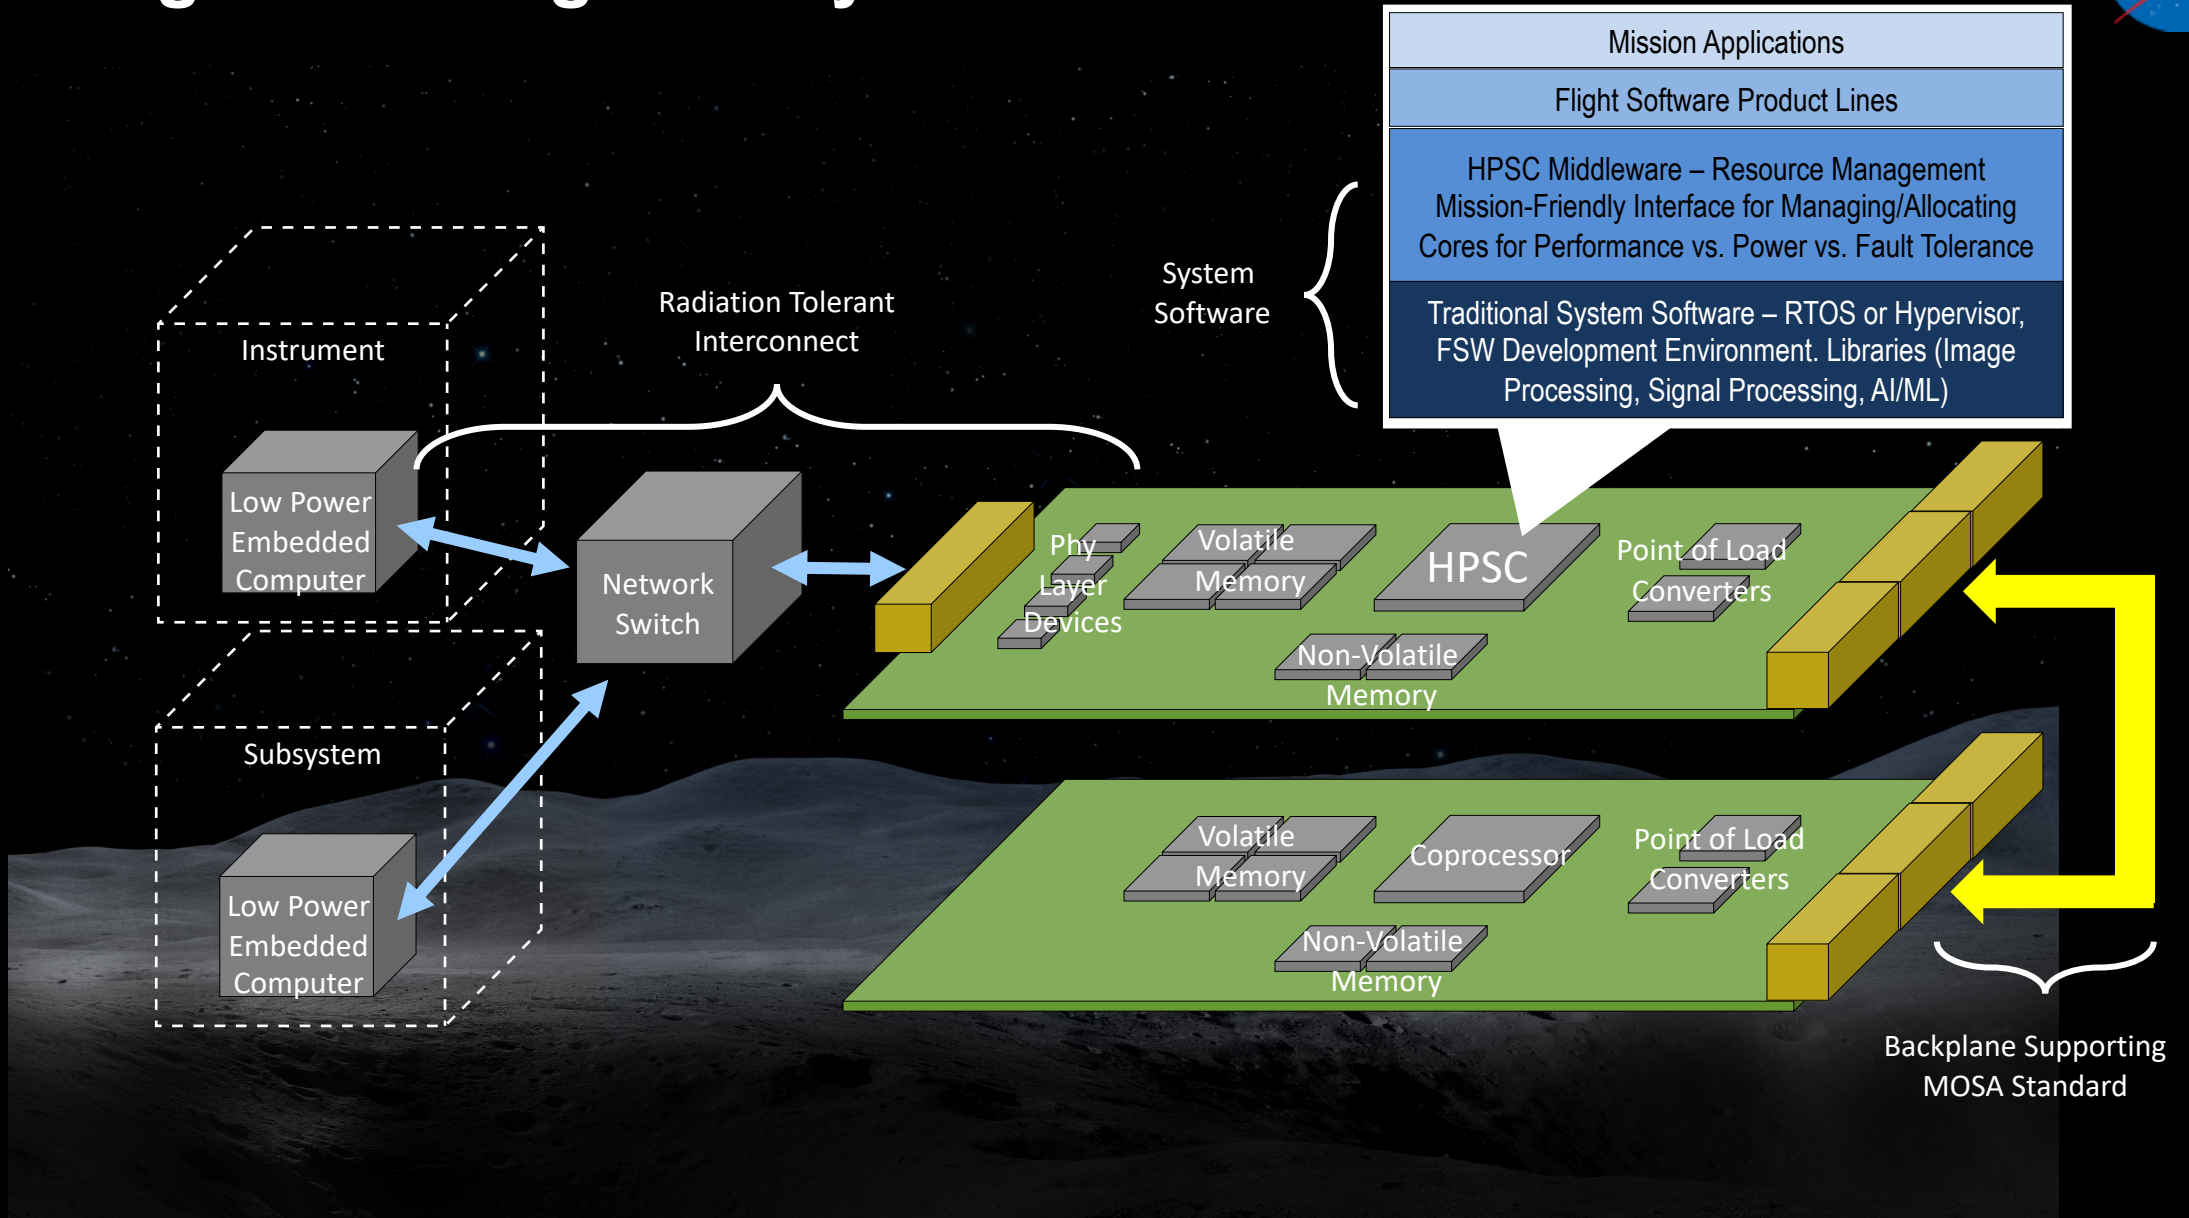 Mission Applications
Flight Software Product Lines
HPSC Middleware – Resource Management
Mission-Friendly Interface for Managing/Allocating
Cores for Performance vs. Power vs. Fault Tolerance
Traditional System Software – RTOS or Hypervisor,
FSW Development Environment. Libraries (Image
Processing, Signal Processing, AI/ML)
System
Software
Radiation Tolerant
Interconnect
Instrument
Low Power
Embedded
Computer
Network
Switch
Phy
Layer
Devices
Volatile
Memory
HPSC
Point of Load
Converters
Non-Volatile
Memory
Subsystem
Low Power
Embedded
Computer
Volatile
Memory
Coprocessor
Point of Load
Converters
Non-Volatile
Memory
Backplane Supporting
MOSA Standard